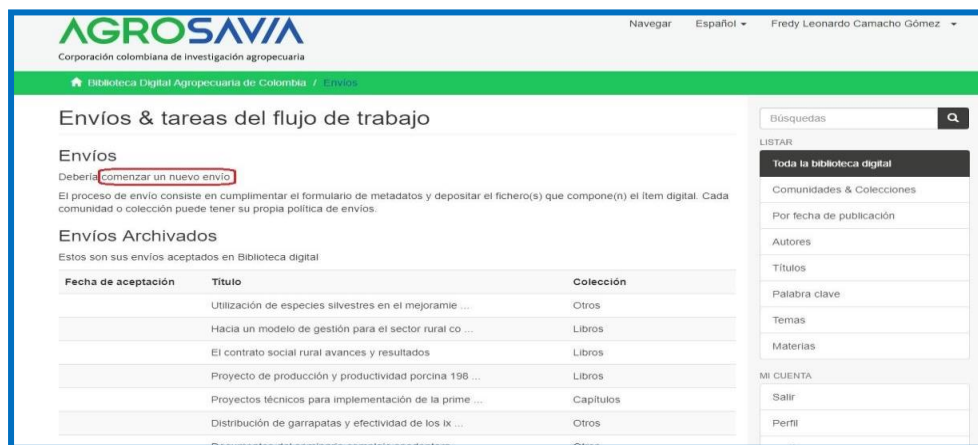 AGROSAVIA
Corporación colombiana de investigación agropecuaria
Navegar Español Fredy Leonardo Camacho Gómez
Biblioteca Digital Agropecuaria de Colombia / Envíos
Envíos & tareas del flujo de trabajo
Envíos
Debería comenzar un nuevo envío
El proceso de envío consiste en cumplimentar el formulario de metadatos y depositar el fichero(s) que compone(n) el ítem digital. Cada
comunidad o colección puede tener su propia política de envíos.
Envíos Archivados
Estos son sus envíos aceptados en Biblioteca digital
Fecha de aceptación Título Colección
Utilización de especies silvestres en el mejoramie ... Otros
Hacia un modelo de gestión para el sector rural co ... Libros
El contrato social rural avances y resultados Libros
Proyecto de producción y productividad porcina 198 ... Libros
Proyectos técnicos para implementación de la prime ... Capítulos
Distribución de garrapatas y efectividad de los ix ... Otros
Búsquedas
LISTAR
Toda la biblioteca digital
Comunidades & Colecciones
Por fecha de publicación
Autores
Títulos
Palabra clave
Temas
Materias
MI CUENTA
Salir
Perfil